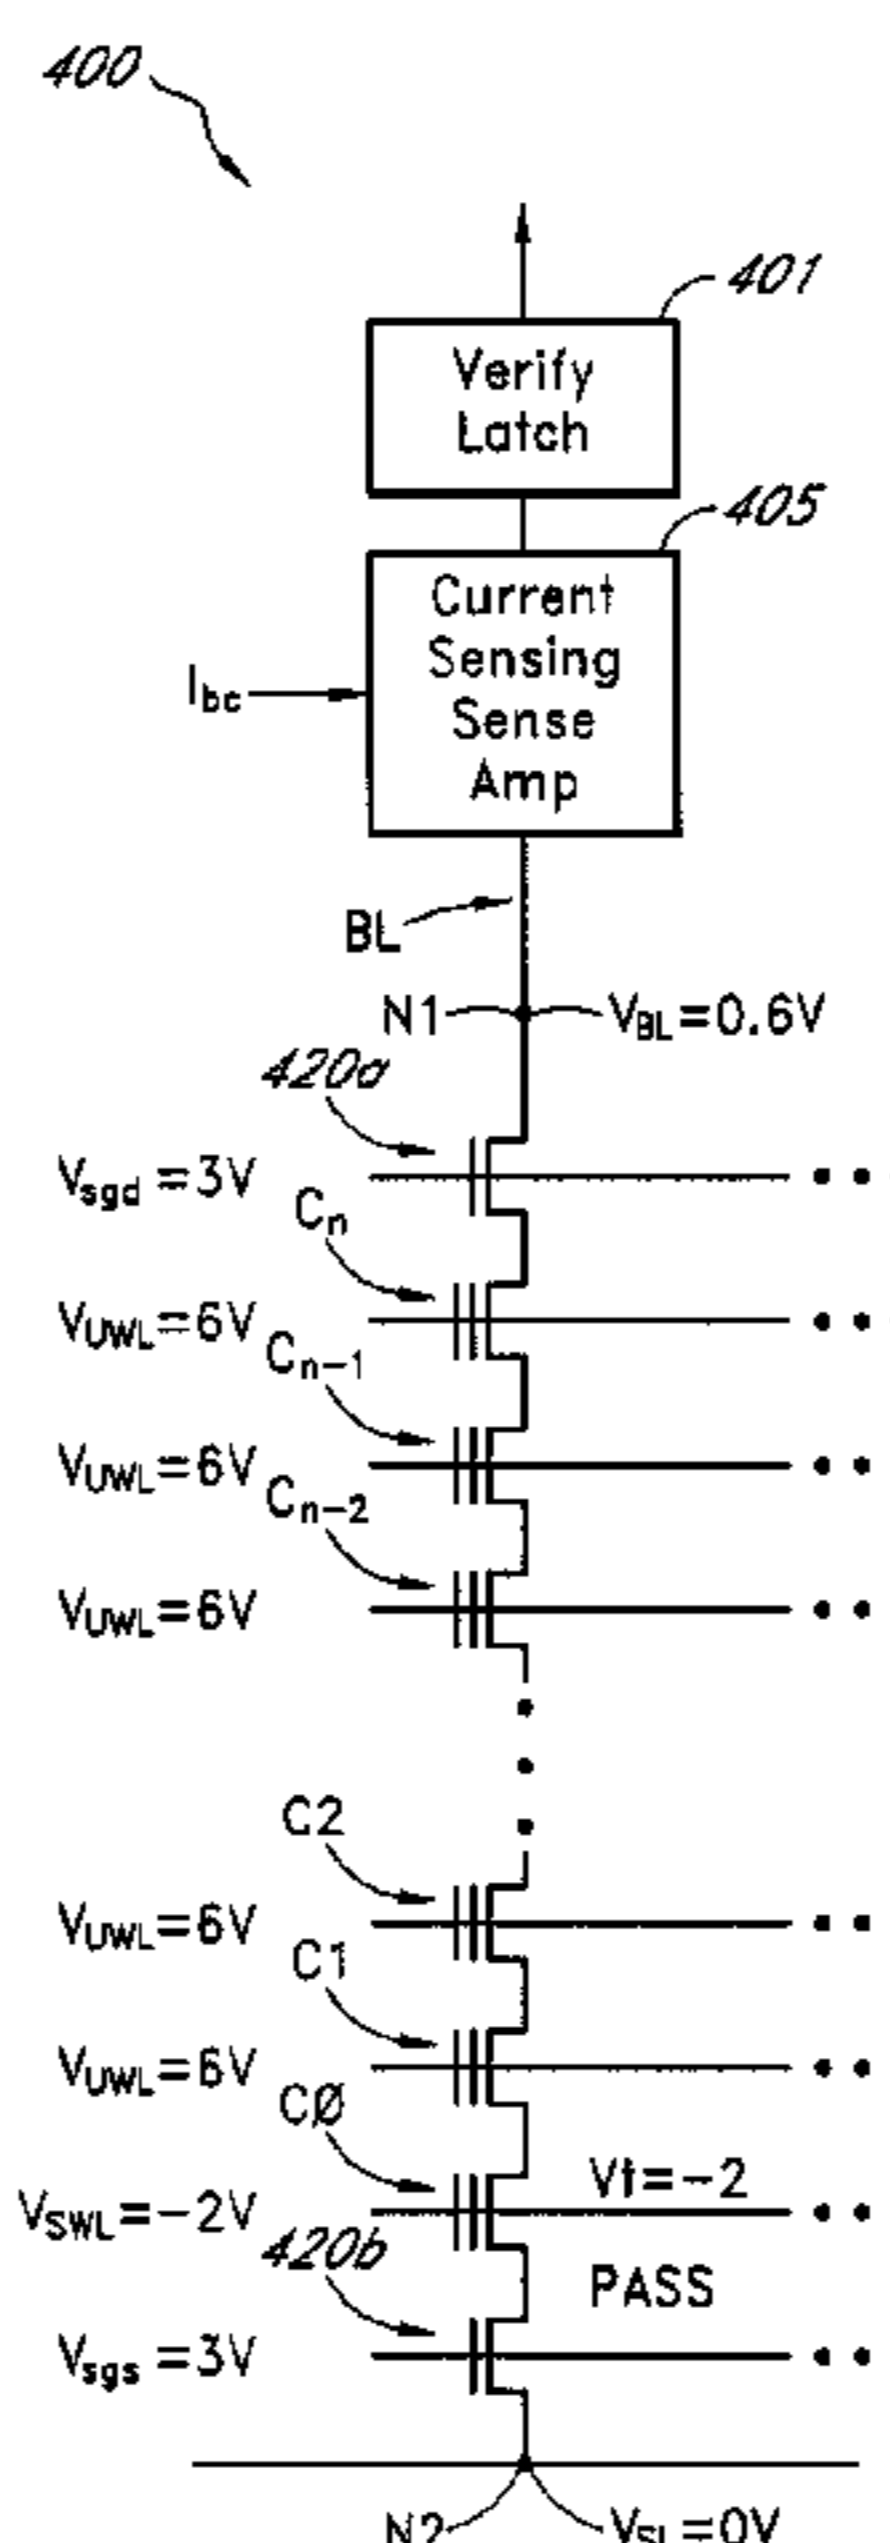 400
401
Verify
Latch
405
Current
Sensing
Sense
Amp
Ibc
BL
N1
VBL=0.6V
420a
Vsgd =3V
Cn
VUWL=6V
Cn-1
VUWL=6V
Cn-2
VUWL=6V
C2
VUWL=6V
C1
VUWL=6V
CØ
Vt=-2
VSWL=-2V
420b
PASS
Vsgs =3V
N2
VSL=0V